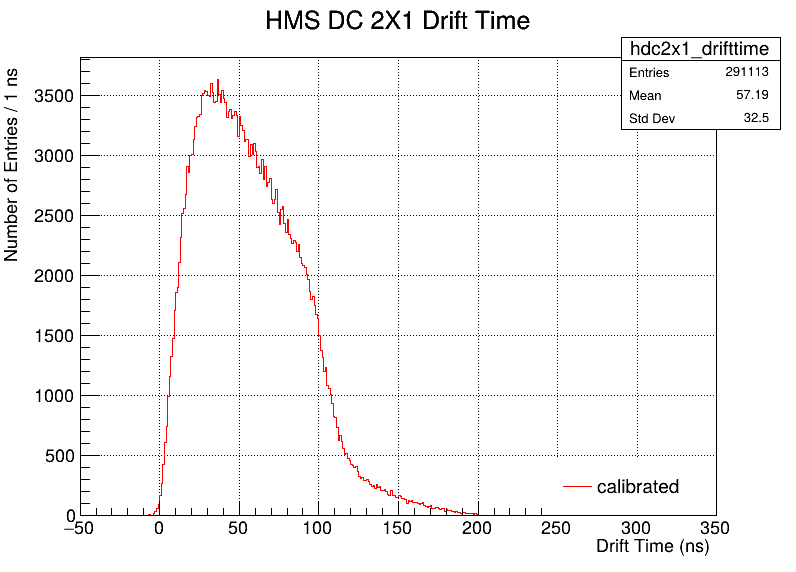 HMS DC 2X1 Drift Time
hdc2x1_drifttime
Entries 291113
Mean 57.19
Std Dev 32.5
Number of Entries / 1 ns
3500
3000
2500
2000
1500
1000
500
0
−50 0 50 100 150 200 250 300 350
Drift Time (ns)
calibrated